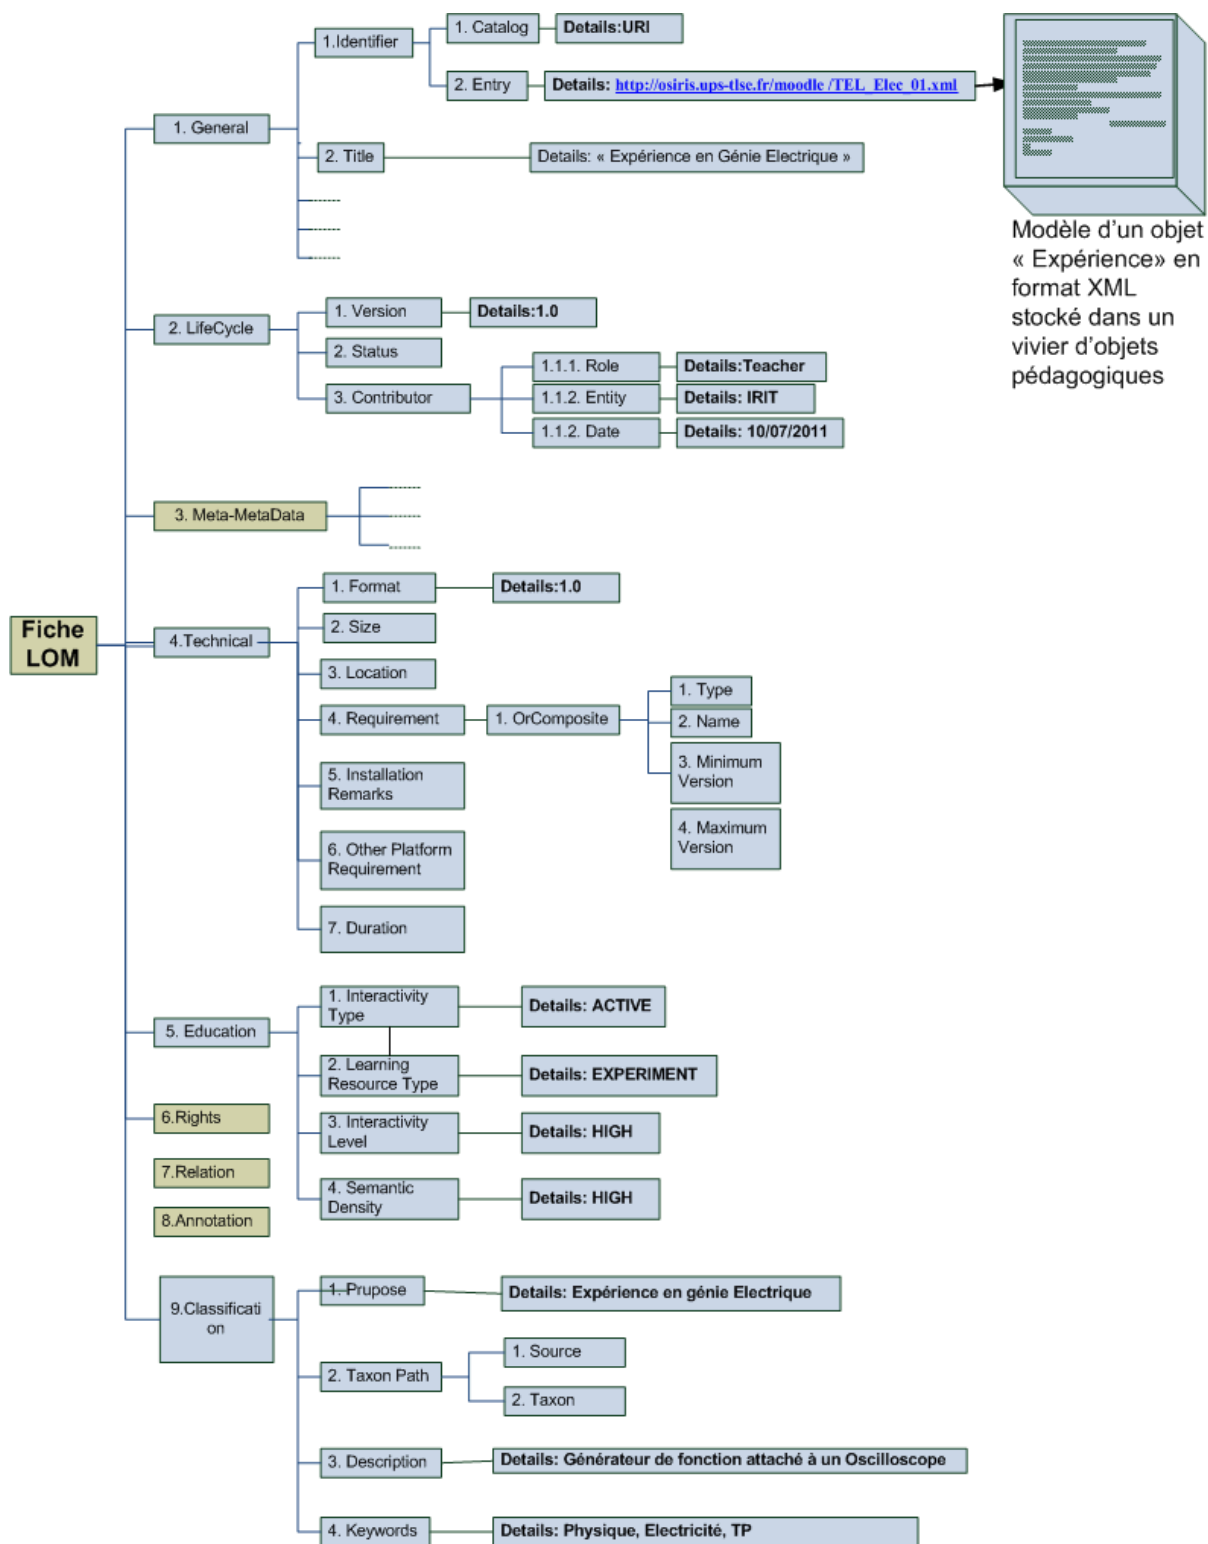 1.Identifier
1. Catalog
Details:URI
2. Entry
Details: http://osiris.ups-tlse.fr/moodle /TEL_Elec_01.xml
1. General
2. Title
Details: « Expérience en Génie Electrique »
Modèle d'un objet
« Expérience» en
format XML
stocké dans un
vivier d'objets
pédagogiques
2. LifeCycle
1. Version
Details:1.0
2. Status
3. Contributor
1.1.1. Role
Details:Teacher
1.1.2. Entity
Details: IRIT
1.1.2. Date
Details: 10/07/2011
3. Meta-MetaData
Fiche
LOM
4.Technical
1. Format
Details:1.0
2. Size
3. Location
4. Requirement
1. OrComposite
1. Type
2. Name
3. Minimum
Version
4. Maximum
Version
5. Installation
Remarks
6. Other Platform
Requirement
7. Duration
5. Education
1. Interactivity
Type
Details: ACTIVE
2. Learning
Resource Type
Details: EXPERIMENT
3. Interactivity
Level
Details: HIGH
4. Semantic
Density
Details: HIGH
6.Rights
7.Relation
8.Annotation
9.Classificati
on
1. Prupose
Details: Expérience en génie Electrique
2. Taxon Path
1. Source
2. Taxon
3. Description
Details: Générateur de fonction attaché à un Oscilloscope
4. Keywords
Details: Physique, Electricité, TP